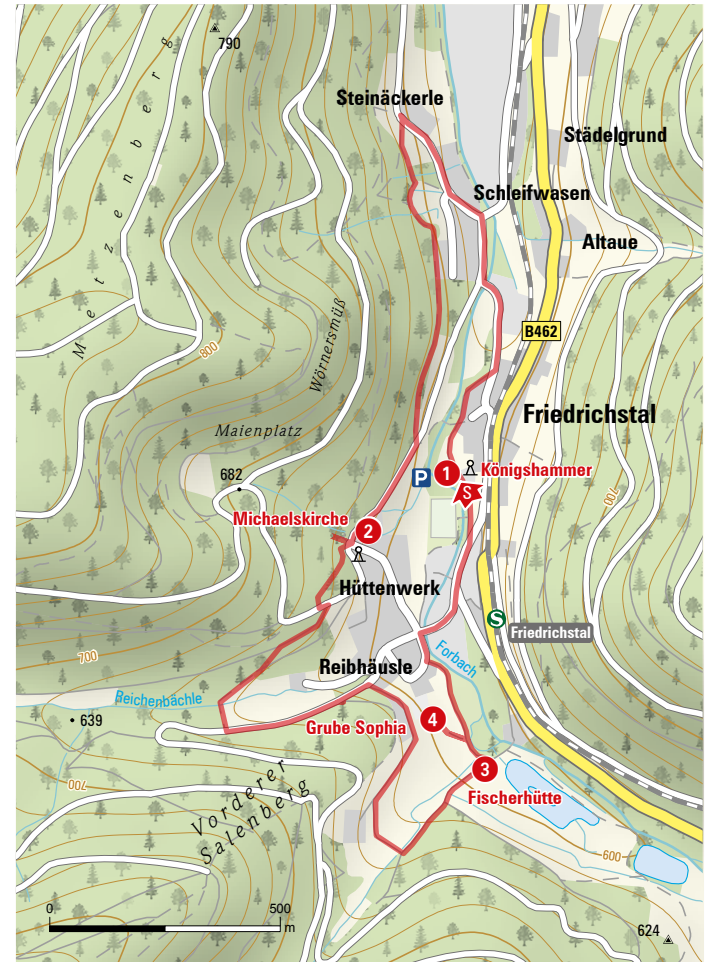 790
Steinäckerle
Metzenberg
Städelgrund
Schleifwasen
Altaue
B462
Wörnersmüß
800
Friedrichstal
Maienplatz
P
1
Königshammer
682
S
700
Michaelskirche
2
Hüttenwerk
S
Friedrichstal
700
Reibhäusle
Forbach
Reichenbächle
639
Grube Sophia
4
3
Fischerhütte
700
Vorderer
Salenberg
600
0
500
m
624